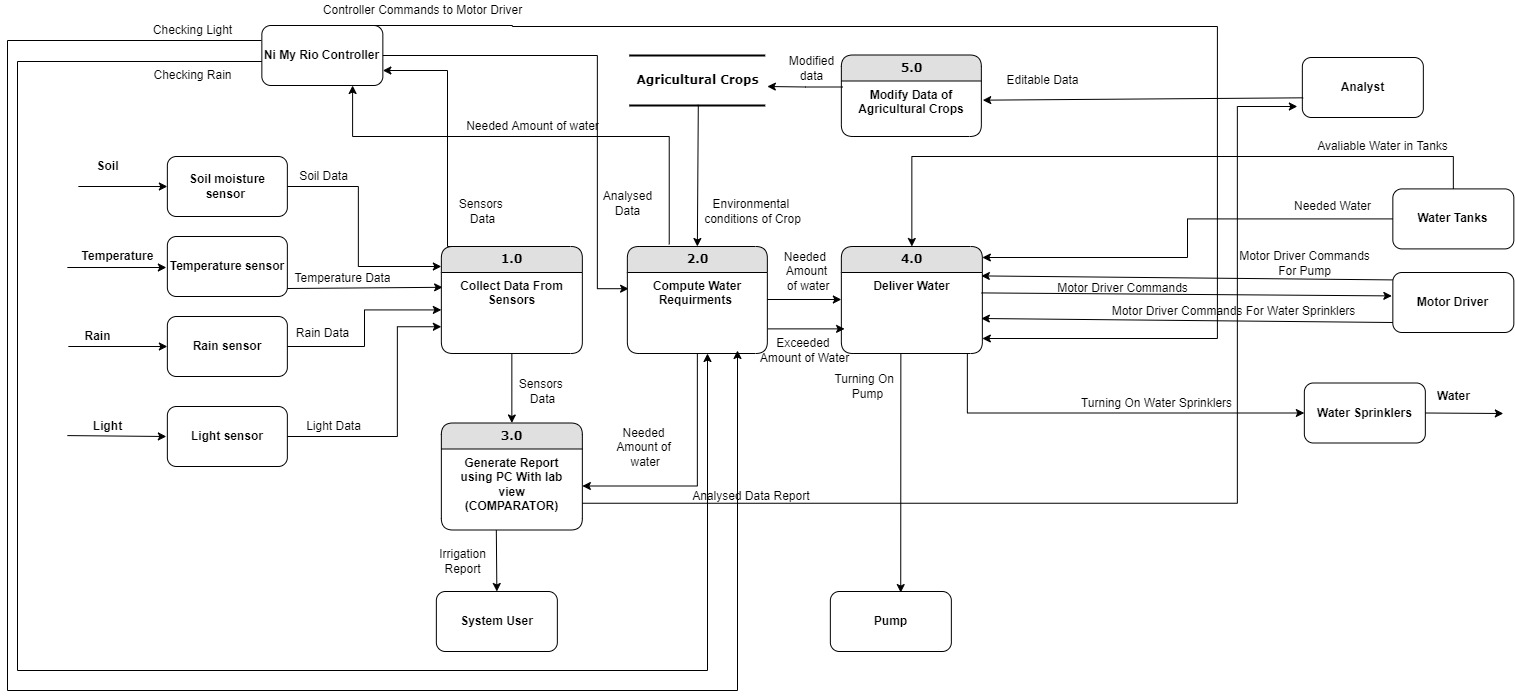 Controller Commands to Motor Driver
Checking Light
Ni My Rio Controller
Checking Rain
Agricultural Crops
Modified
data
5.0
Modify Data of
Agricultural Crops
Editable Data
Analyst
Needed Amount of water
Avaliable Water in Tanks
Soil
Soil moisture
sensor
Soil Data
Sensors
Data
Analysed
Data
Environmental
conditions of Crop
Needed Water
Water Tanks
Temperature
Temperature sensor
Temperature Data
1.0
Collect Data From
Sensors
2.0
Compute Water
Requirments
Needed
Amount
of water
4.0
Deliver Water
Motor Driver Commands
For Pump
Motor Driver Commands
Motor Driver
Motor Driver Commands For Water Sprinklers
Rain
Rain sensor
Rain Data
Exceeded
Amount of Water
Turning On
Pump
Sensors
Data
Turning On Water Sprinklers
Water Sprinklers
Water
Light
Light sensor
Light Data
3.0
Generate Report
using PC With lab
view
(COMPARATOR)
Needed
Amount of
water
Analysed Data Report
Irrigation
Report
System User
Pump